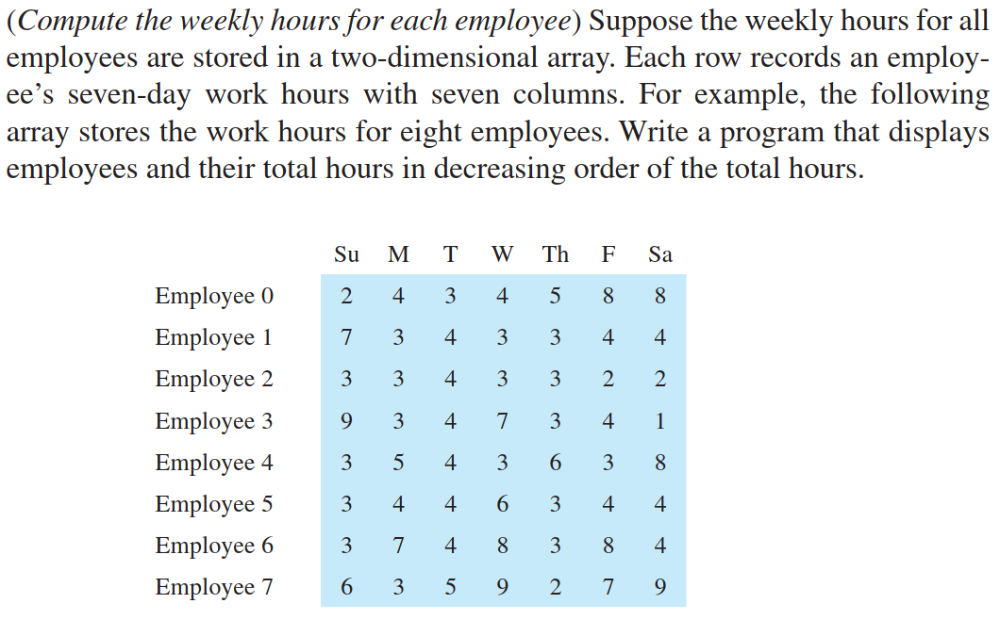 (Compute the weekly hours for each employee) Suppose the weekly hours for all
employees are stored in a two-dimensional array. Each row records an employ-
ee’s seven-day work hours with seven columns. For example, the following
array stores the work hours for eight employees. Write a program that displays
employees and their total hours in decreasing order of the total hours.
Su M T W Th F Sa
Employee 0 2 4 3 4 5 8 8
Employee 1 7 3 4 3 3 4 4
Employee 2 3 3 4 3 3 2 2
Employee 3 9 3 4 7 3 4 1
Employee 4 3 5 4 3 6 3 8
Employee 5 3 4 4 6 3 4 4
Employee 6 3 7 4 8 3 8 4
Employee 7 6 3 5 9 2 7 9